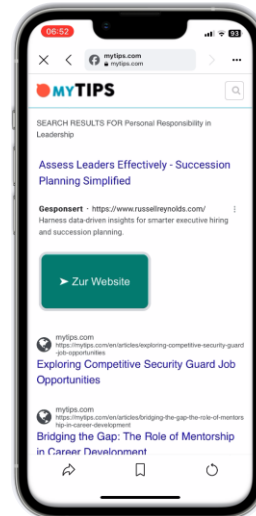 06:52
93
mytips.com
mytips.com
MYTIPS
SEARCH RESULTS FOR Personal Responsibility in
Leadership
Assess Leaders Effectively - Succession
Planning Simplified
Gesponsert · https://www.russellreynolds.com/
Harness data-driven insights for smarter executive hiring
and succession planning.
➤ Zur Website
mytips.com
https://mytips.com/en/articles/exploring-competitive-security-guard
-job-opportunities
Exploring Competitive Security Guard Job
Opportunities
mytips.com
https://mytips.com/en/articles/bridging-the-gap-the-role-of-mentors
hip-in-career-development
Bridging the Gap: The Role of Mentorship
in Career Development